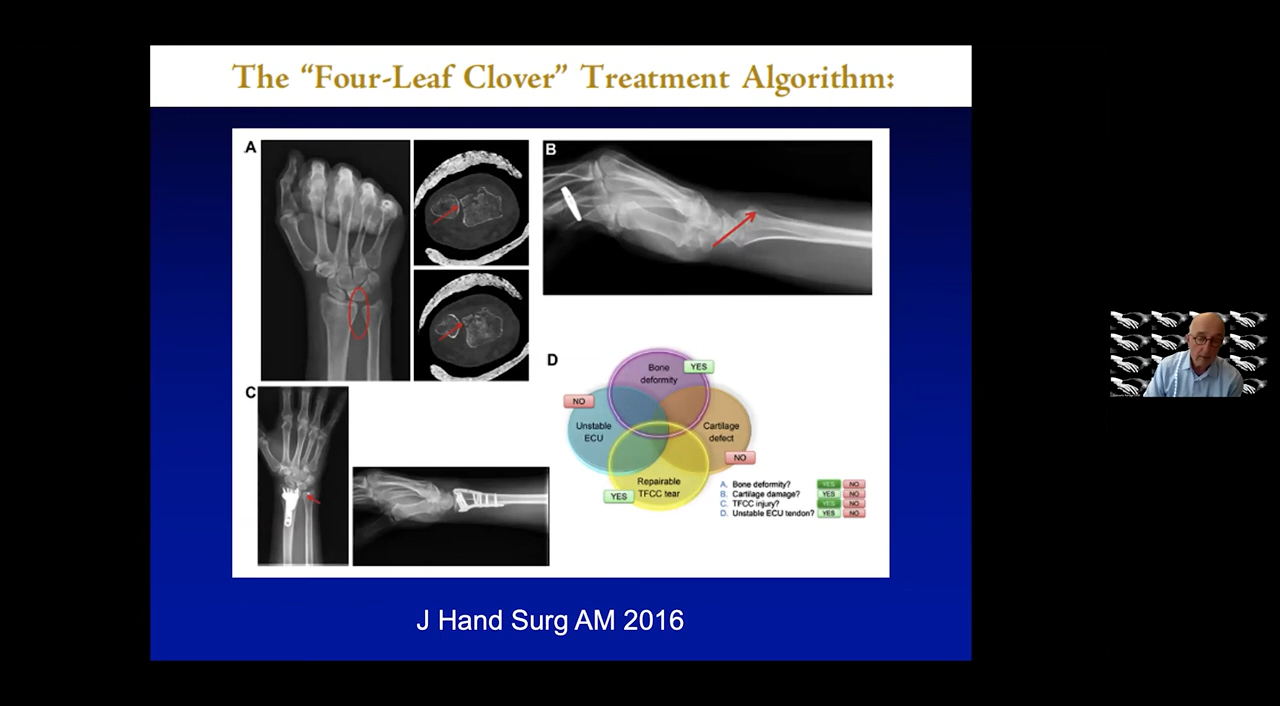 The “Four-Leaf Clover” Treatment Algorithm:
A
B
C
D
Bone
deformity
YES
NO
Unstable
ECU
Cartilage
defect
NO
Repairable
TFCC tear
YES
A. Bone deformity? YES NO
B. Cartilage damage? YES NO
C. TFCC injury? YES NO
D. Unstable ECU tendon? YES NO
J Hand Surg AM 2016